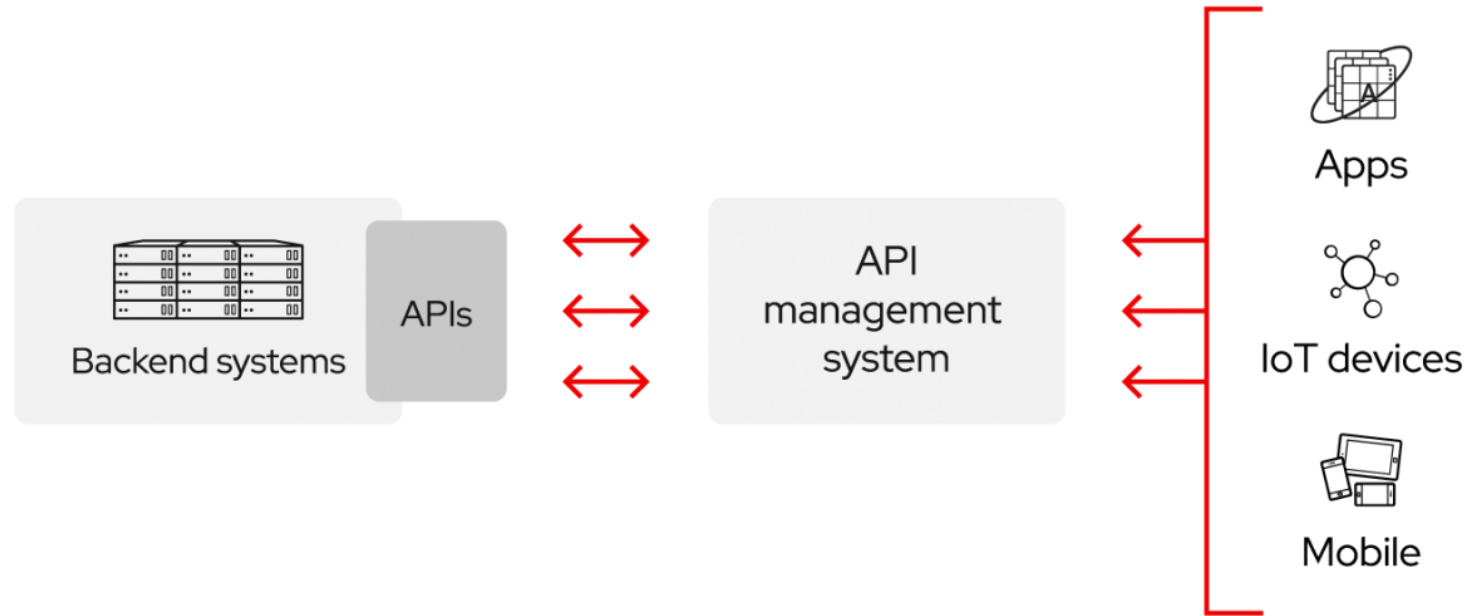 Backend systems
APIs
API
management
system
A
Apps
IoT devices
Mobile